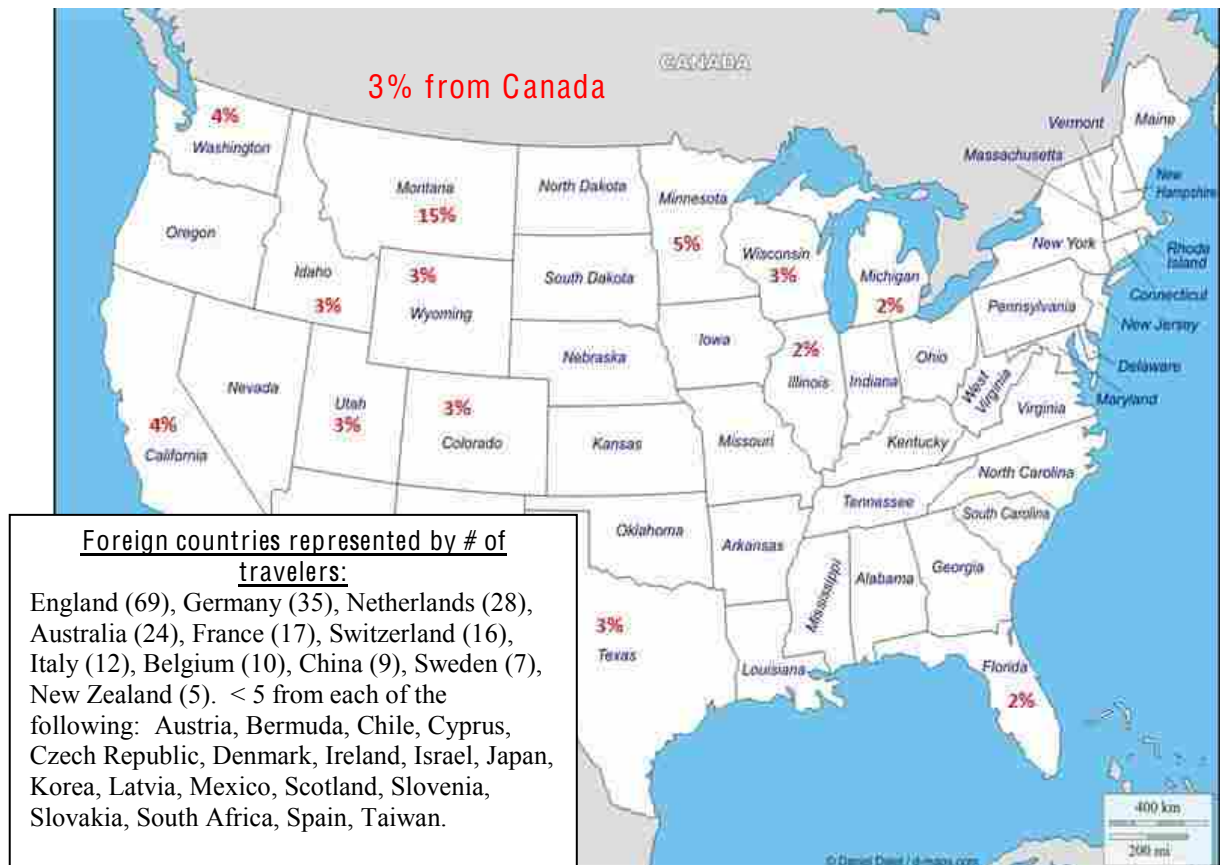 CANADA
3% from Canada
4%
Washington
Montana
15%
North Dakota
Minnesota
5%
Vermont
Maine
Massachusetts
New
Hampshire
Oregon
Idaho
3%
3%
Wyoming
South Dakota
Wisconsin
3%
Michigan
2%
New York
Rhode
Island
Connecticut
Pennsylvania
New Jersey
Iowa
Nebraska
2%
Illinois
Indiana
Ohio
Delaware
Maryland
West
Virginia
Virginia
Nevada
Utah
3%
3%
Colorado
4%
California
Kansas
Missouri
Kentucky
North Carolina
Tennessee
South Carolina
Oklahoma
Arkansas
Mississippi
Alabama
Georgia
3%
Texas
Louisiana
Florida
2%
Foreign countries represented by # of
travelers:
England (69), Germany (35), Netherlands (28),
Australia (24), France (17), Switzerland (16),
Italy (12), Belgium (10), China (9), Sweden (7),
New Zealand (5). < 5 from each of the
following: Austria, Bermuda, Chile, Cyprus,
Czech Republic, Denmark, Ireland, Israel, Japan,
Korea, Latvia, Mexico, Scotland, Slovenia,
Slovakia, South Africa, Spain, Taiwan.
400 km
200 mi
© Daniel Dalet / d-maps.com